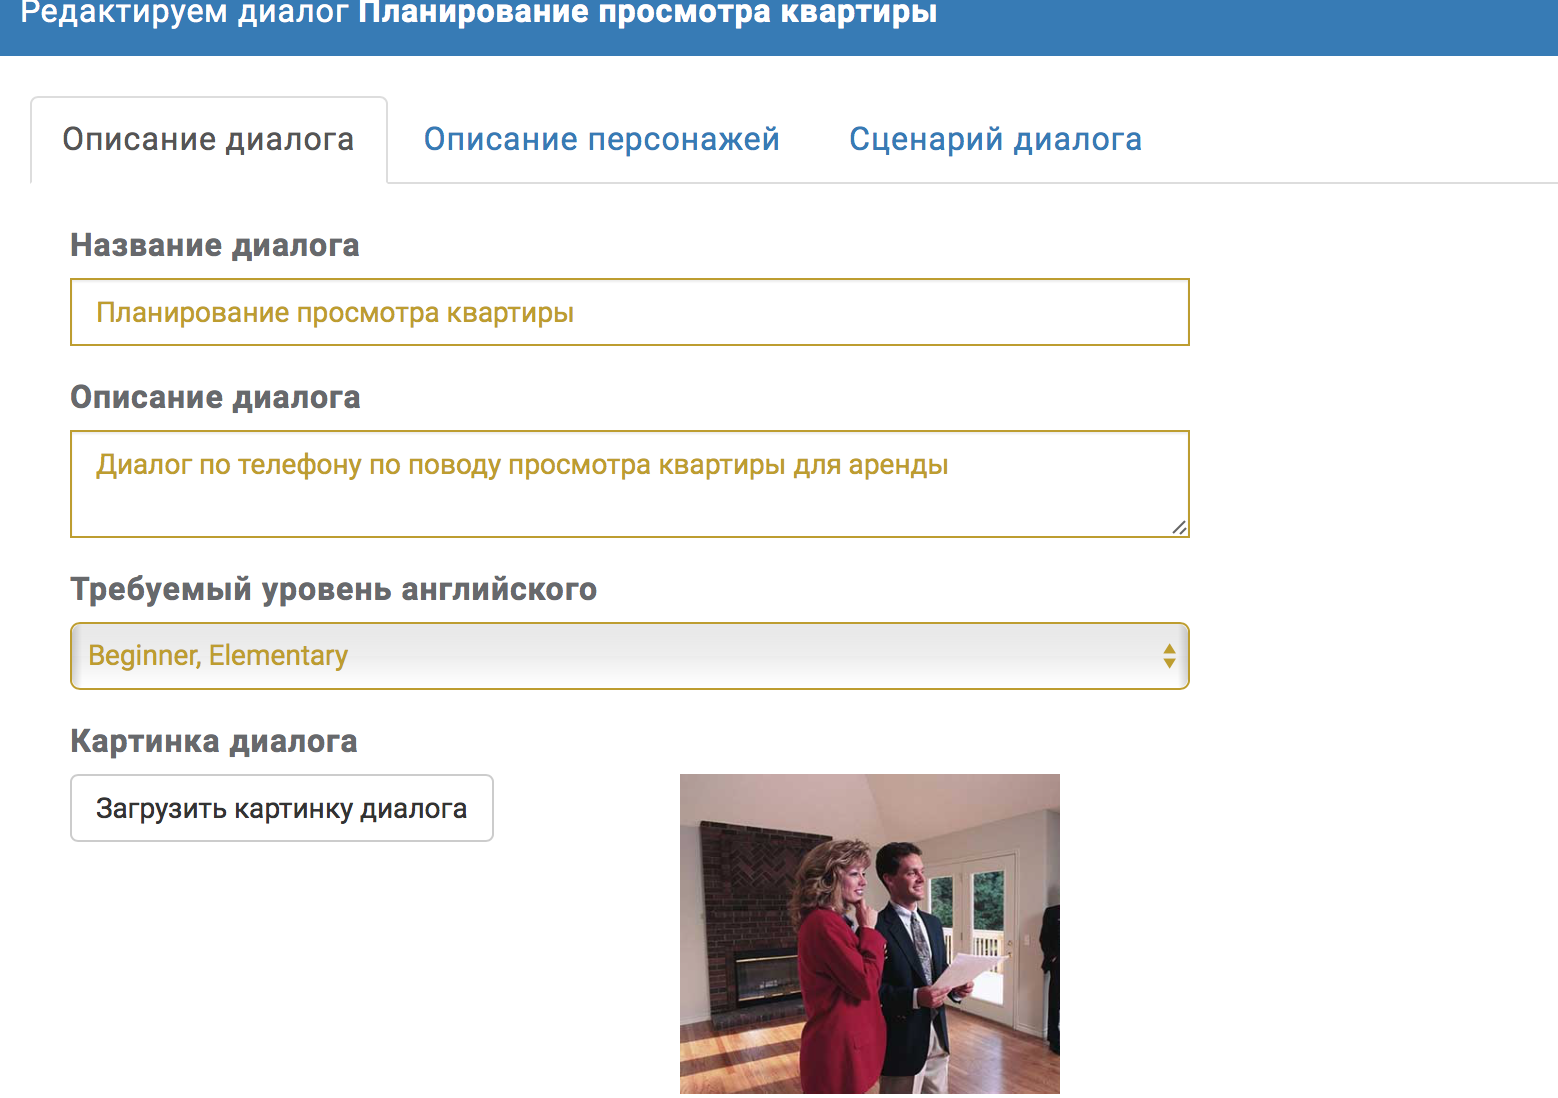 Редактируем диалог Планирование просмотра квартиры
Описание диалога
Описание персонажей
Сценарий диалога
Название диалога
Планирование просмотра квартиры
Описание диалога
Диалог по телефону по поводу просмотра квартиры для аренды
Требуемый уровень английского
Beginner, Elementary
Картинка диалога
Загрузить картинку диалога